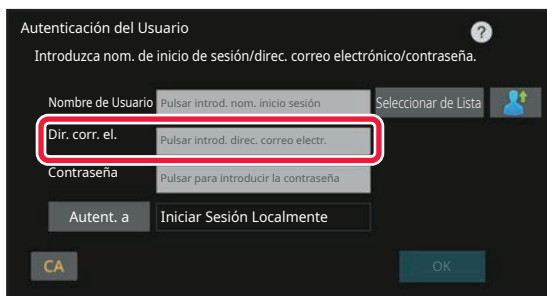 Autenticación del Usuario
?
Introduzca nom. de inicio de sesión/direc. correo electrónico/contraseña.
Nombre de Usuario Pulsar introd. nom. inicio sesión Seleccionar de Lista
Dir. corr. el. Pulsar introd. direc. correo electr.
Contraseña Pulsar para introducir la contraseña
Autent. a Iniciar Sesión Localmente
CA OK